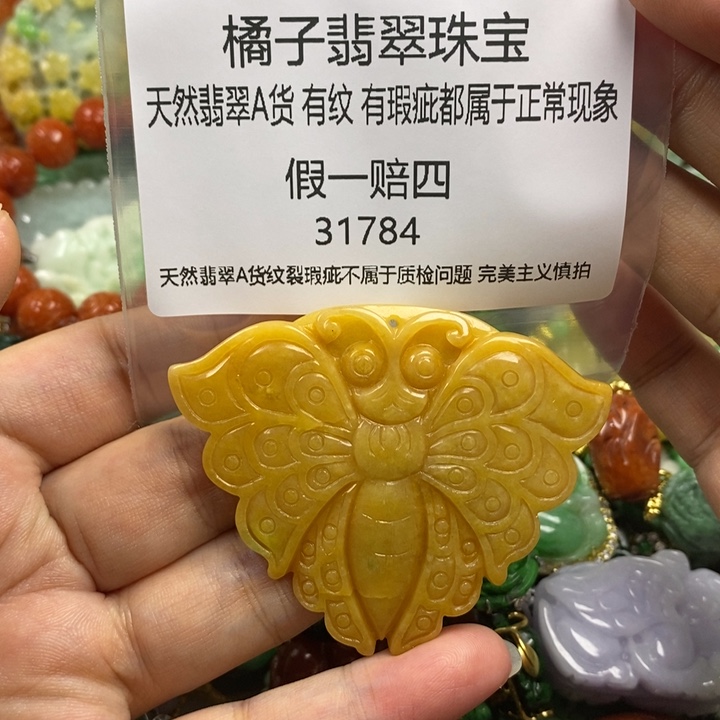 橘子翡翠珠宝
天然翡翠A货 有纹 有瑕疵都属于正常现象
假一赔四
31784
天然翡翠A货纹裂瑕疵不属于质检问题 完美主义慎拍